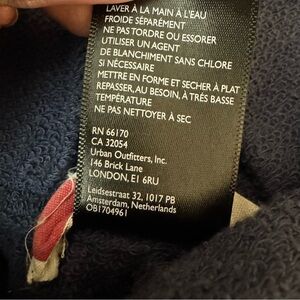 LAVER À LA MAIN À L'EAU
FROIDE SÉPARÉMENT
NE PAS TORDRE OU ESSORER
UTILISER UN AGENT
DE BLANCHIMENT SANS CHLORE
SI NÉCESSAIRE
METTRE EN FORME ET SÉCHER À PLAT
REPASSER, AU BESOIN, À TRÈS BASSE
TEMPÉRATURE
NE PAS NETTOYER À SEC
RN 66170
CA 32054
Urban Outfitters, Inc.
146 Brick Lane
LONDON, E1 6RU
Leidsestraat 32, 1017 PB
Amsterdam, Netherlands
OB1704961